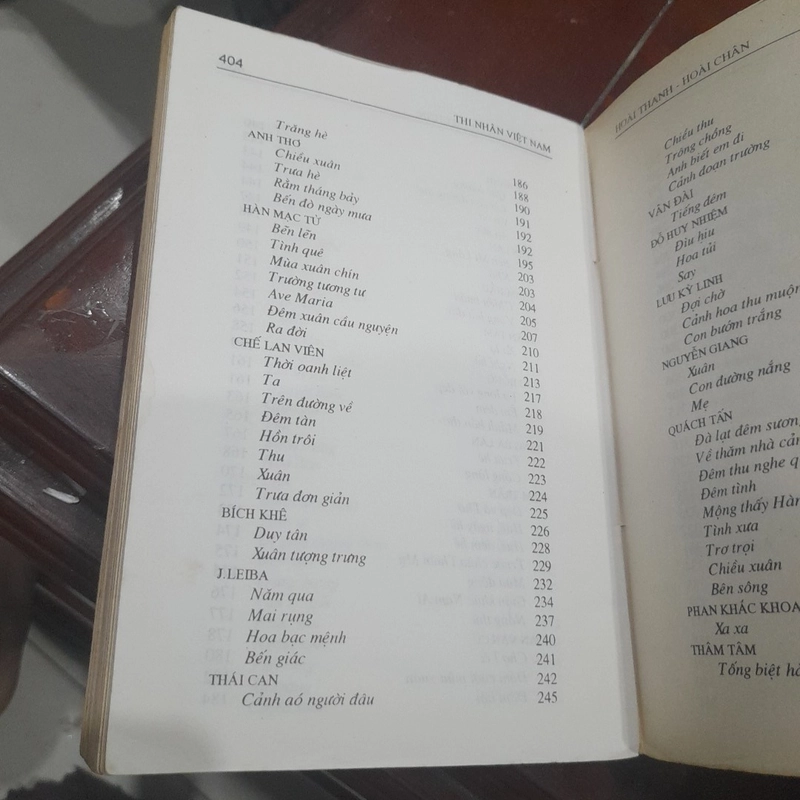 404
THI NHÂN VIỆT NAM
Trăng hè 186
ANH THƠ 188
Chiều xuân 190
Trưa hè 191
Rằm tháng bảy 192
Bến đò ngày mưa 192
HÀN MẠC TỬ 195
Bẽn lẽn 203
Tình quê 203
Mùa xuân chín 204
Trường tương tư 205
Ave Maria 207
Đêm xuân cầu nguyện 210
Ra đời 211
CHẾ LAN VIÊN 213
Thời oanh liệt 217
Ta 218
Trên đường về 219
Đêm tàn 221
Hồn trôi 222
Thu 223
Xuân 224
Trưa đơn giản 225
BÍCH KHÊ 226
Duy tân 228
Xuân tượng trưng 229
J.LEIBA 232
Năm qua 234
Mai rụng 237
Hoa bạc mệnh 240
Bến giác 241
THÁI CAN 242
Cảnh aó người đâu 245
HOÀI THANH - HOÀI CHÂN
Chiều thu
Trông chồng
Anh biết em đi
Cảnh đoạn trường
VÂN ĐÀI
Tiếng đêm
ĐỖ HUY NHIỆM
Đìu hiu
Hoa tủi
Say
LƯU KỲ LINH
Đợi chờ
Cảnh hoa thu muộn
Con bướm trắng
NGUYỄN GIANG
Xuân
Con đường nắng
Mẹ
QUÁCH TẤN
Đà lạt đêm sương
Về thăm nhà cảm
Đêm thu nghe q
Đêm tình
Mộng thấy Hàn
Tình xưa
Trơ trọi
Chiều xuân
Bên sông
PHAN KHẮC KHOA
Xa xa
THÂM TÂM
Tống biệt hà